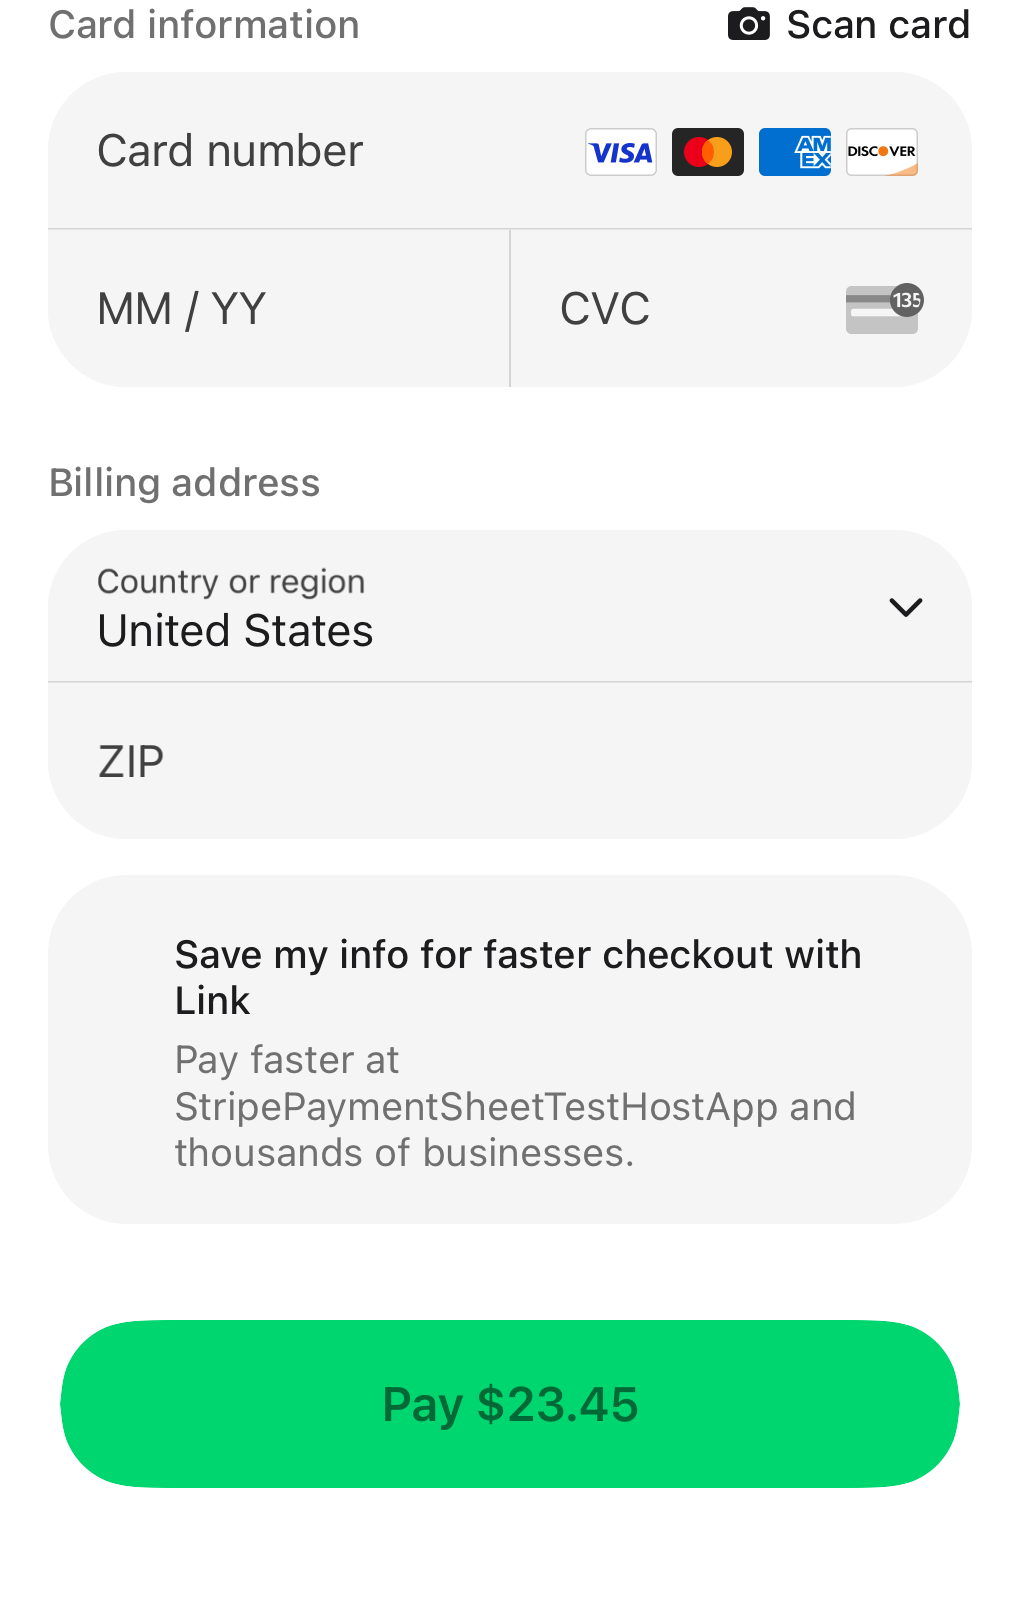 Card information
Scan card
Card number
VISA
AM
EX
DISCOVER
MM / YY
CVC
135
Billing address
Country or region
United States
ZIP
Save my info for faster checkout with
Link
Pay faster at
StripePaymentSheetTestHostApp and
thousands of businesses.
Pay $23.45